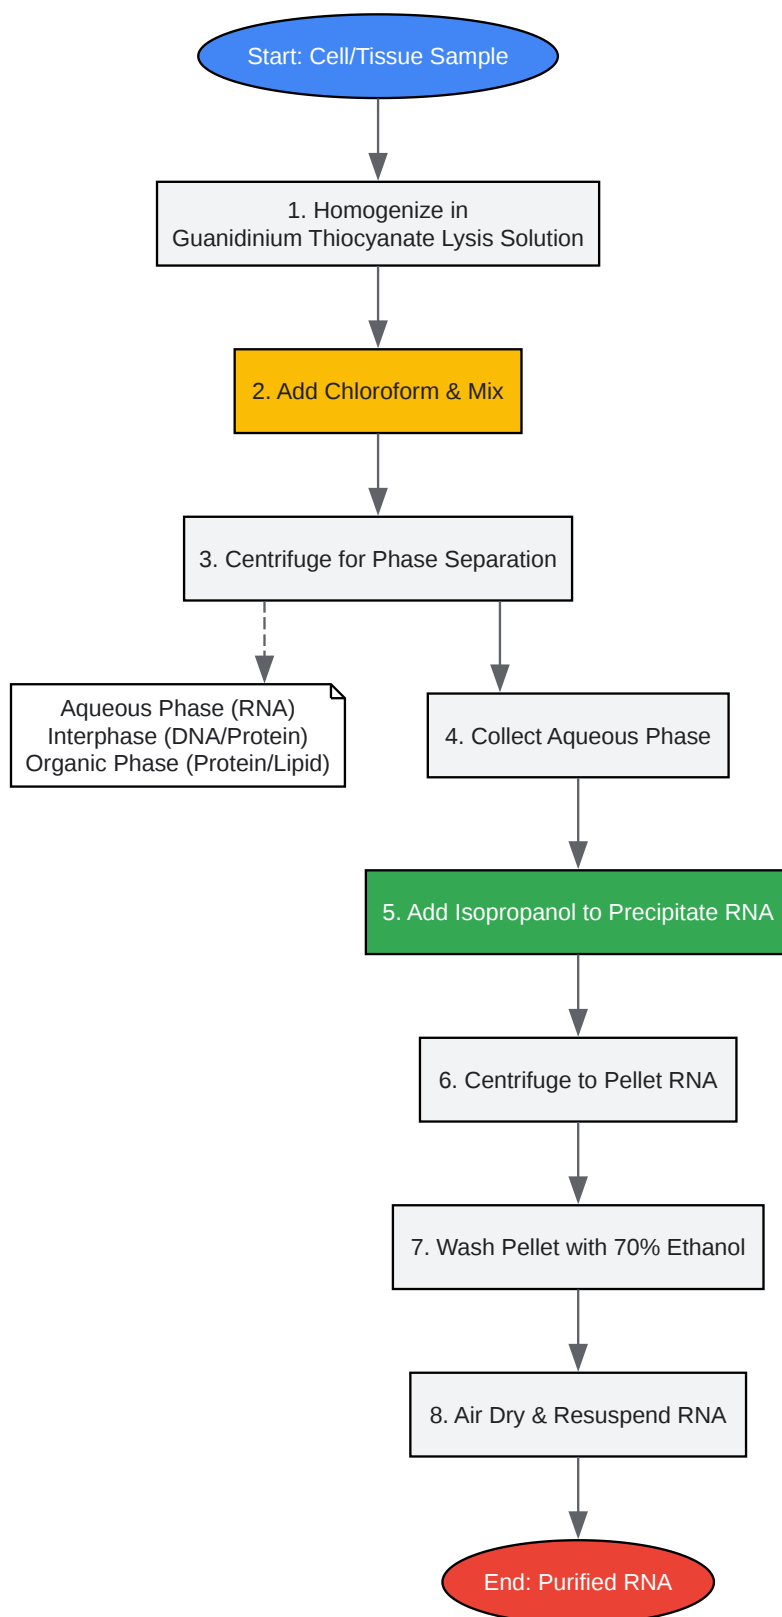 Start: Cell/Tissue Sample
1. Homogenize in
Guanidinium Thiocyanate Lysis Solution
2. Add Chloroform & Mix
3. Centrifuge for Phase Separation
Aqueous Phase (RNA)
Interphase (DNA/Protein)
Organic Phase (Protein/Lipid)
4. Collect Aqueous Phase
5. Add Isopropanol to Precipitate RNA
6. Centrifuge to Pellet RNA
7. Wash Pellet with 70% Ethanol
8. Air Dry & Resuspend RNA
End: Purified RNA